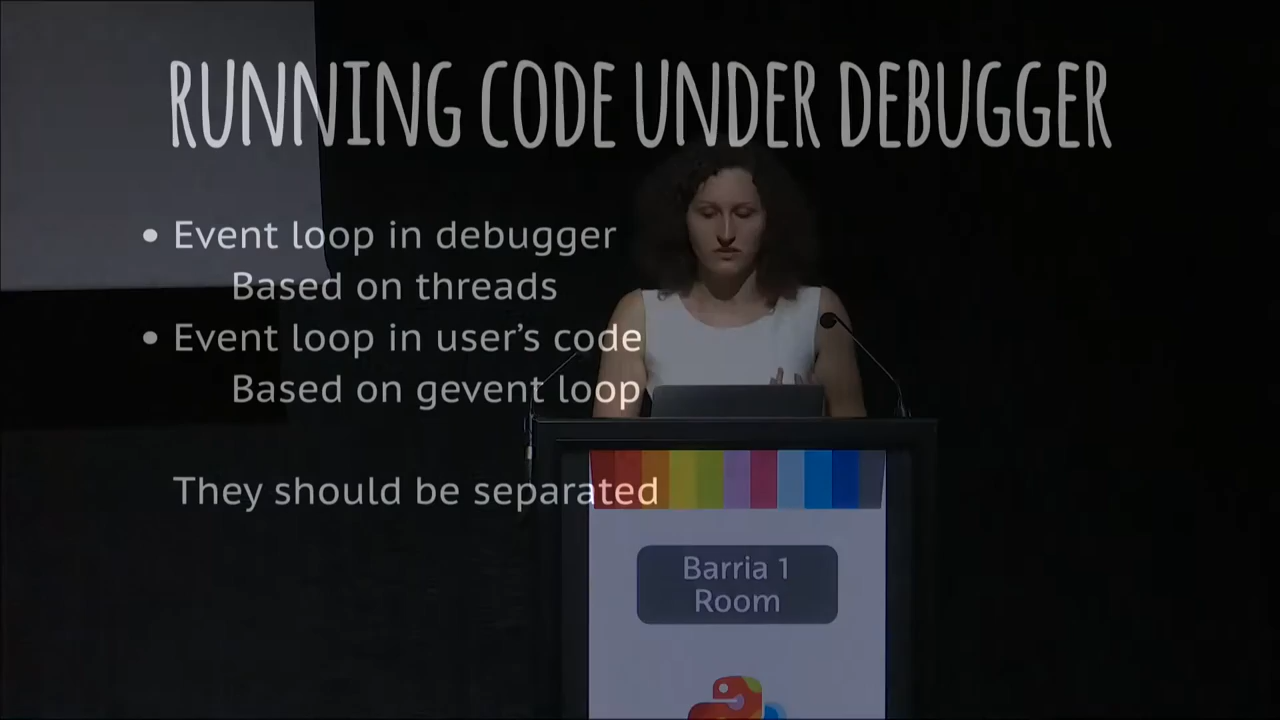 RUNNING CODE UNDER DEBUGGER
• Event loop in debugger
Based on threads
• Event loop in user's code
Based on gevent loop
They should be separated
Barria 1
Room